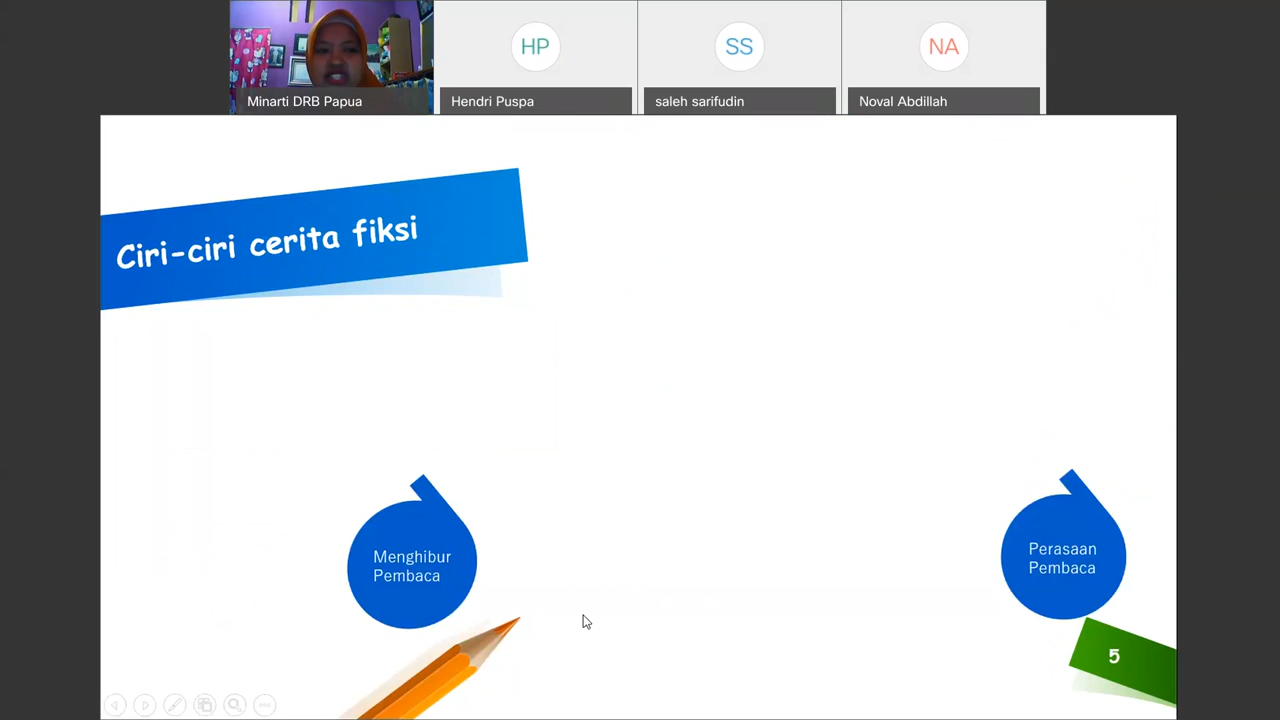 HP
SS
NA
Minarti DRB Papua
Hendri Puspa
saleh sarifudin
Noval Abdillah
Ciri-ciri cerita fiksi
Menghibur
Pembaca
Perasaan
Pembaca
5